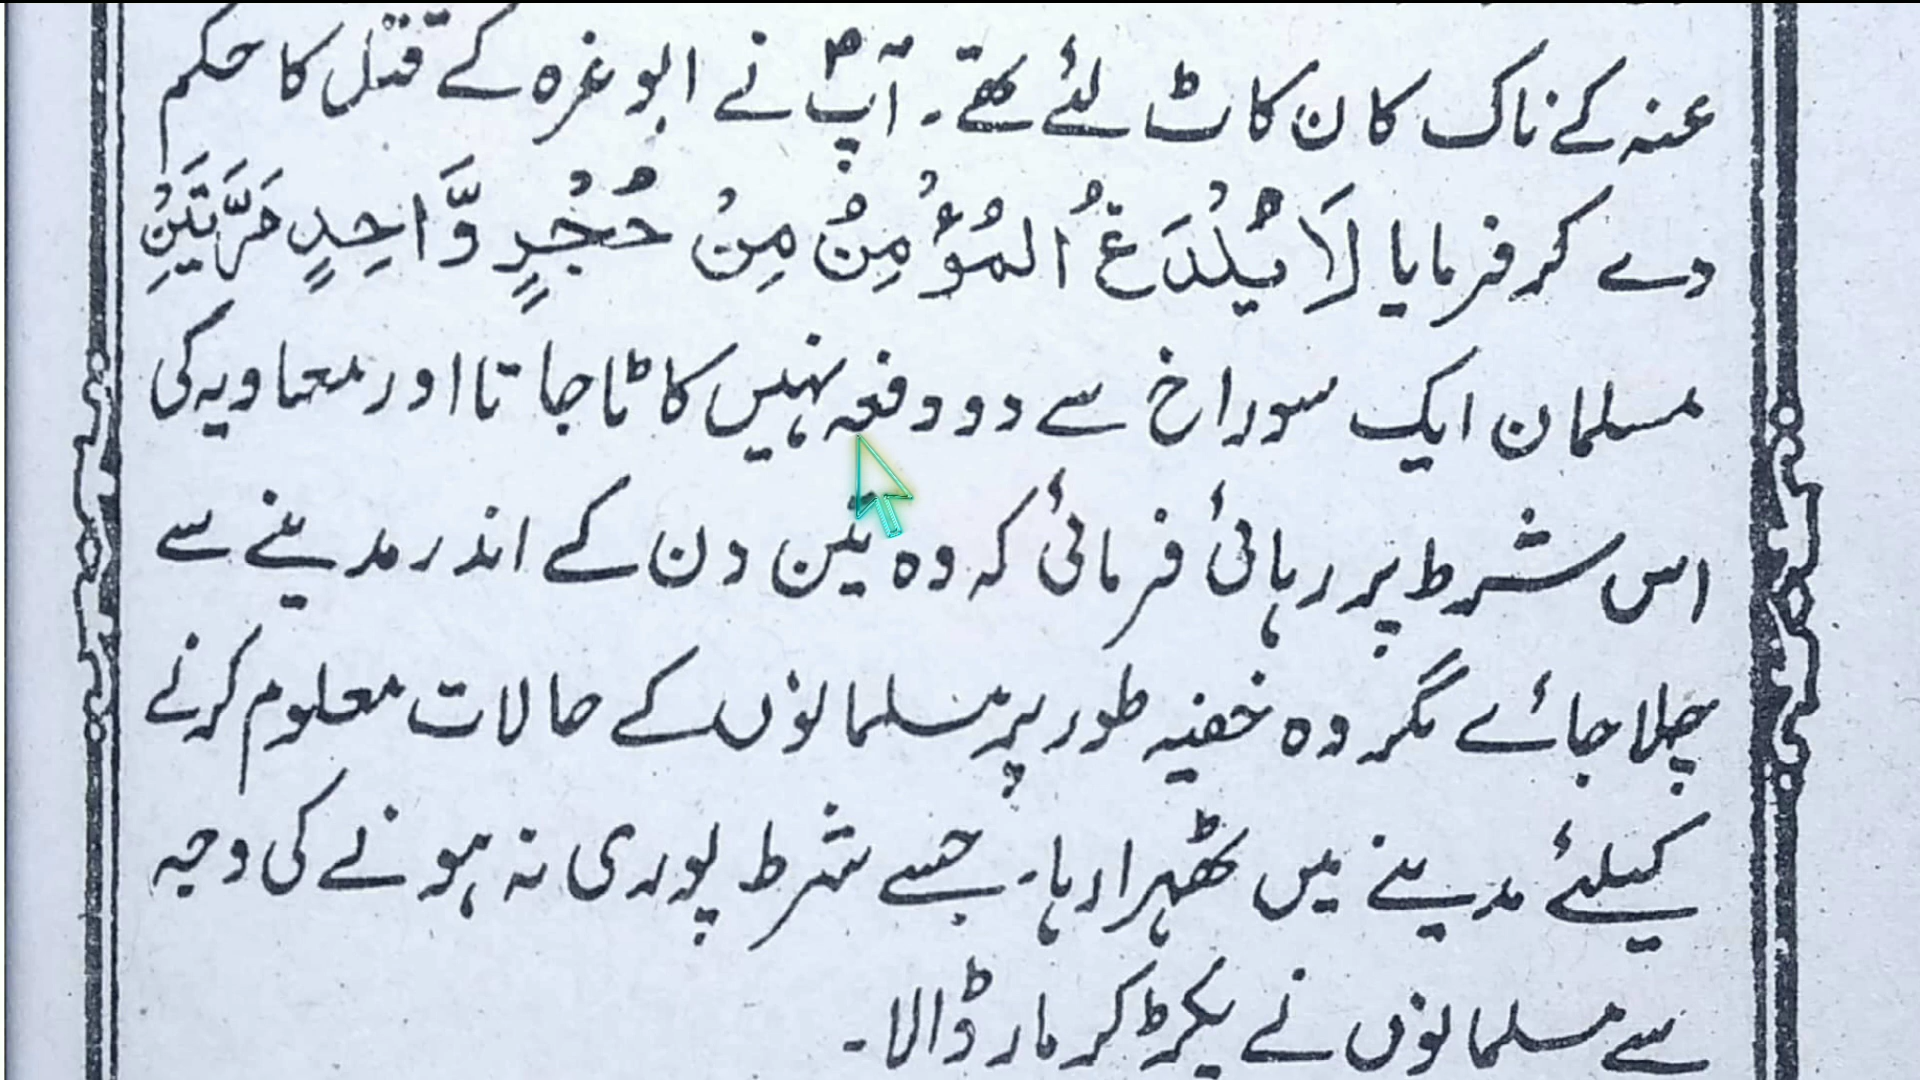 عنہ کے ناک کان کاٹ لئے تھے۔ آپؐ نے ابو غرہ کے قتل کا حکم
دے کر فرمایا لَا يُلْدَغُ الْمُؤْمِنُ مِنْ حُجْرٍ وَّاحِدٍ مَرَّتَيْنِ
مسلمان ایک سوراخ سے دو دفعہ نہیں کاٹا جاتا اور معاویہ کی
اس شرط پر رہائی فرمائی کہ وہ تین دن کے اندر مدینے سے
چلا جائے مگر وہ خفیہ طور پر مسلمانوں کے حالات معلوم کرنے
کیلئے مدینے میں ٹھہرا رہا۔ جسے شرط پوری نہ ہونے کی وجہ
سے مسلمانوں نے پکڑ کر مار ڈالا۔